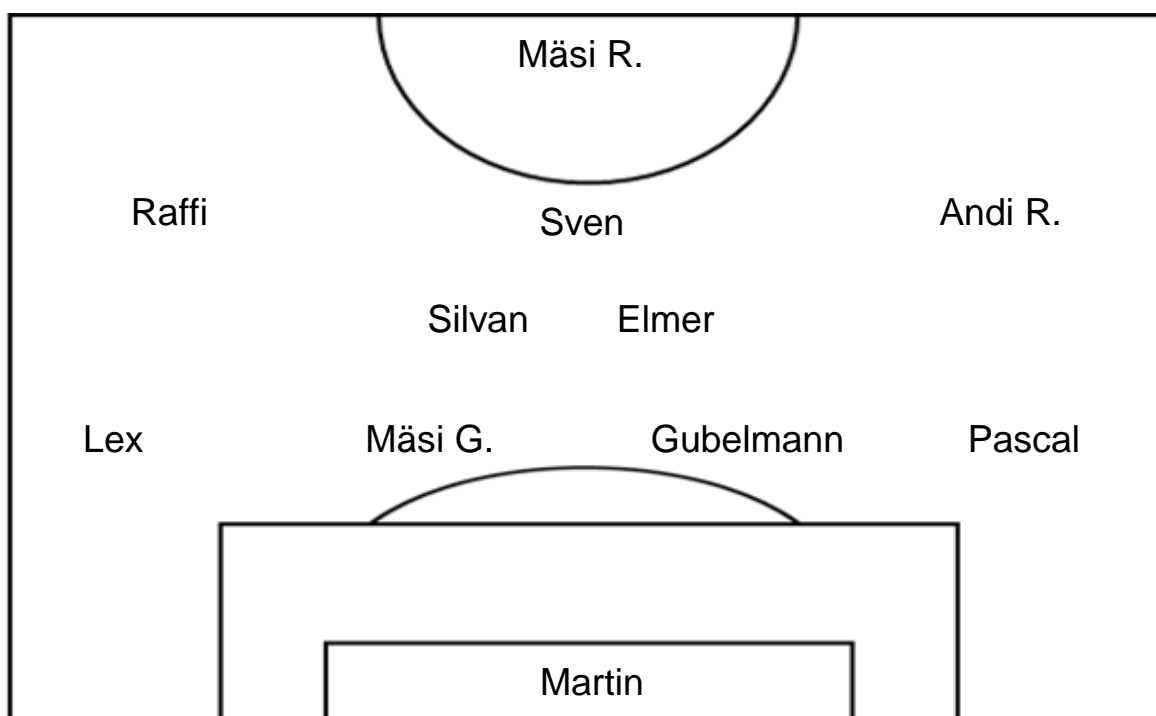 Mäsi R.
Raffi Sven Andi R.
Silvan Elmer
Lex Mäsi G. Gubelmann Pascal
Martin